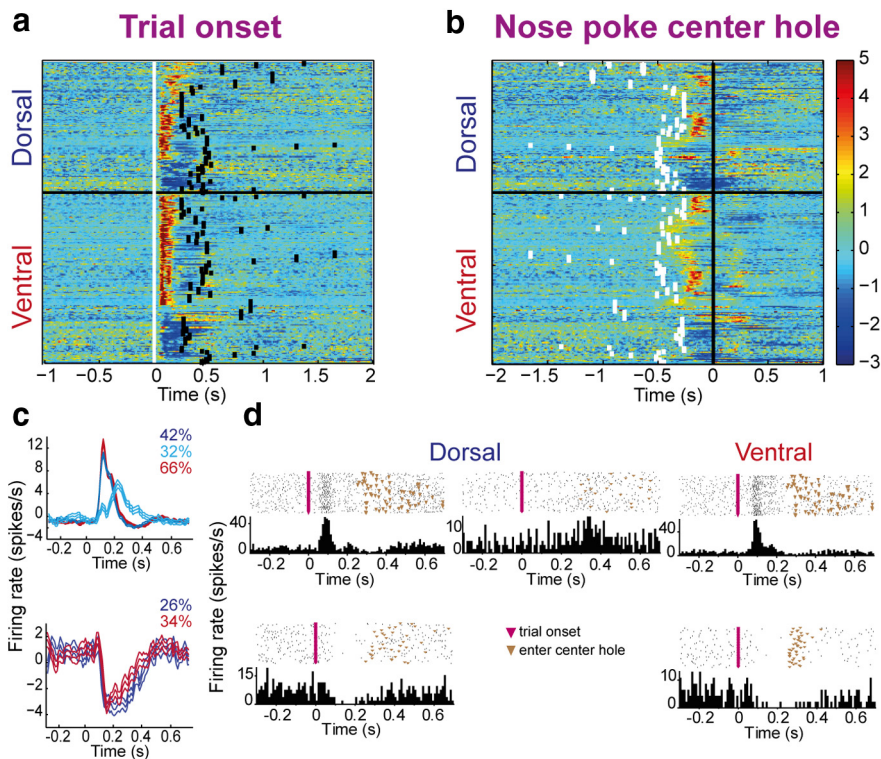 a
Trial onset
b
Nose poke center hole
Dorsal
Ventral
−1 −0.5 0 0.5 1 1.5 2
Time (s)
Dorsal
Ventral
−2 −1.5 −1 −0.5 0 0.5 1
Time (s)
5
4
3
2
1
0
−1
−2
−3
c
Firing rate (spikes/s)
12
8
4
0
−4
42%
32%
66%
−0.2 0 0.2 0.4 0.6
Time (s)
2
0
−2
−4
26%
34%
−0.2 0 0.2 0.4 0.6
Time (s)
d
Dorsal
Ventral
Firing rate (spikes/s)
40
0
−0.2 0 0.2 0.4 0.6
Time (s)
10
0
−0.2 0 0.2 0.4 0.6
Time (s)
40
0
−0.2 0 0.2 0.4 0.6
Time (s)
15
0
−0.2 0 0.2 0.4 0.6
Time (s)
trial onset
enter center hole
10
0
−0.2 0 0.2 0.4 0.6
Time (s)